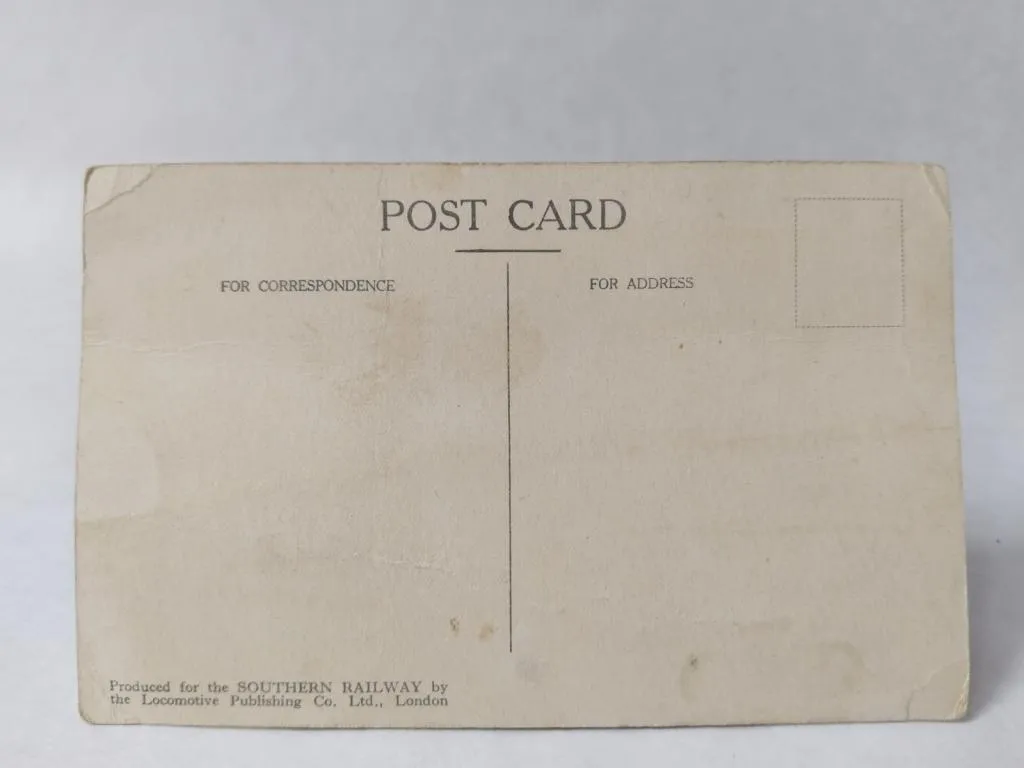 POST CARD
FOR CORRESPONDENCE
FOR ADDRESS
Produced for the SOUTHERN RAILWAY by
the Locomotive Publishing Co. Ltd., London